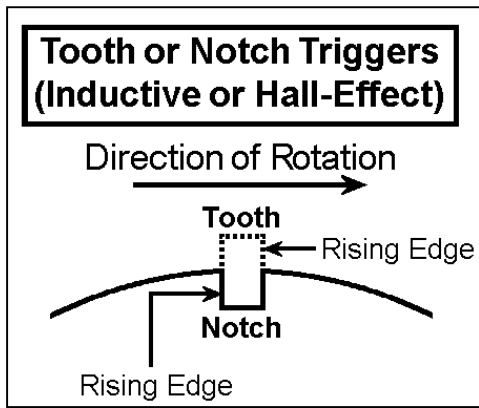 Tooth or Notch Triggers
(Inductive or Hall-Effect)
Direction of Rotation
Tooth
Rising Edge
Notch
Rising Edge